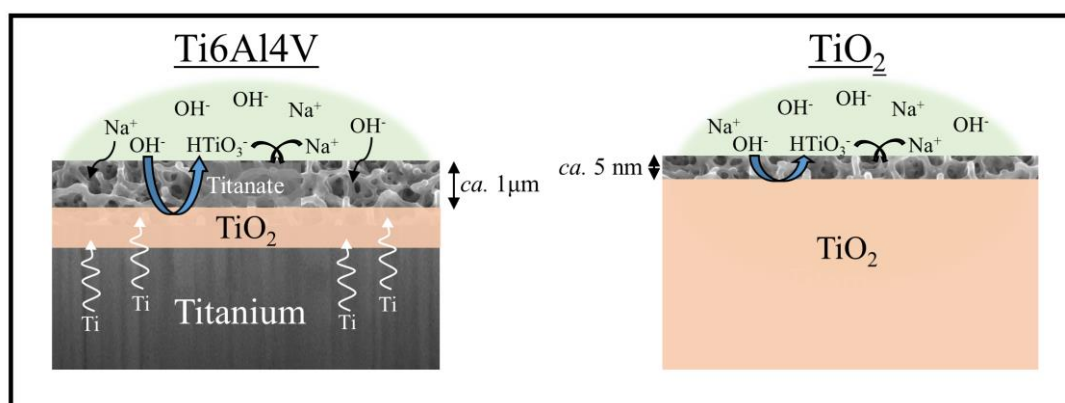 Ti6Al4V
OH⁻ OH⁻ Na⁺
Na⁺ OH⁻ HTiO₃⁻ Na⁺ OH⁻
Titanate
ca. 1μm
TiO₂
Ti Ti Ti Ti
Titanium
TiO₂
OH⁻ OH⁻ Na⁺
Na⁺ OH⁻ HTiO₃⁻ Na⁺ OH⁻
ca. 5 nm
TiO₂